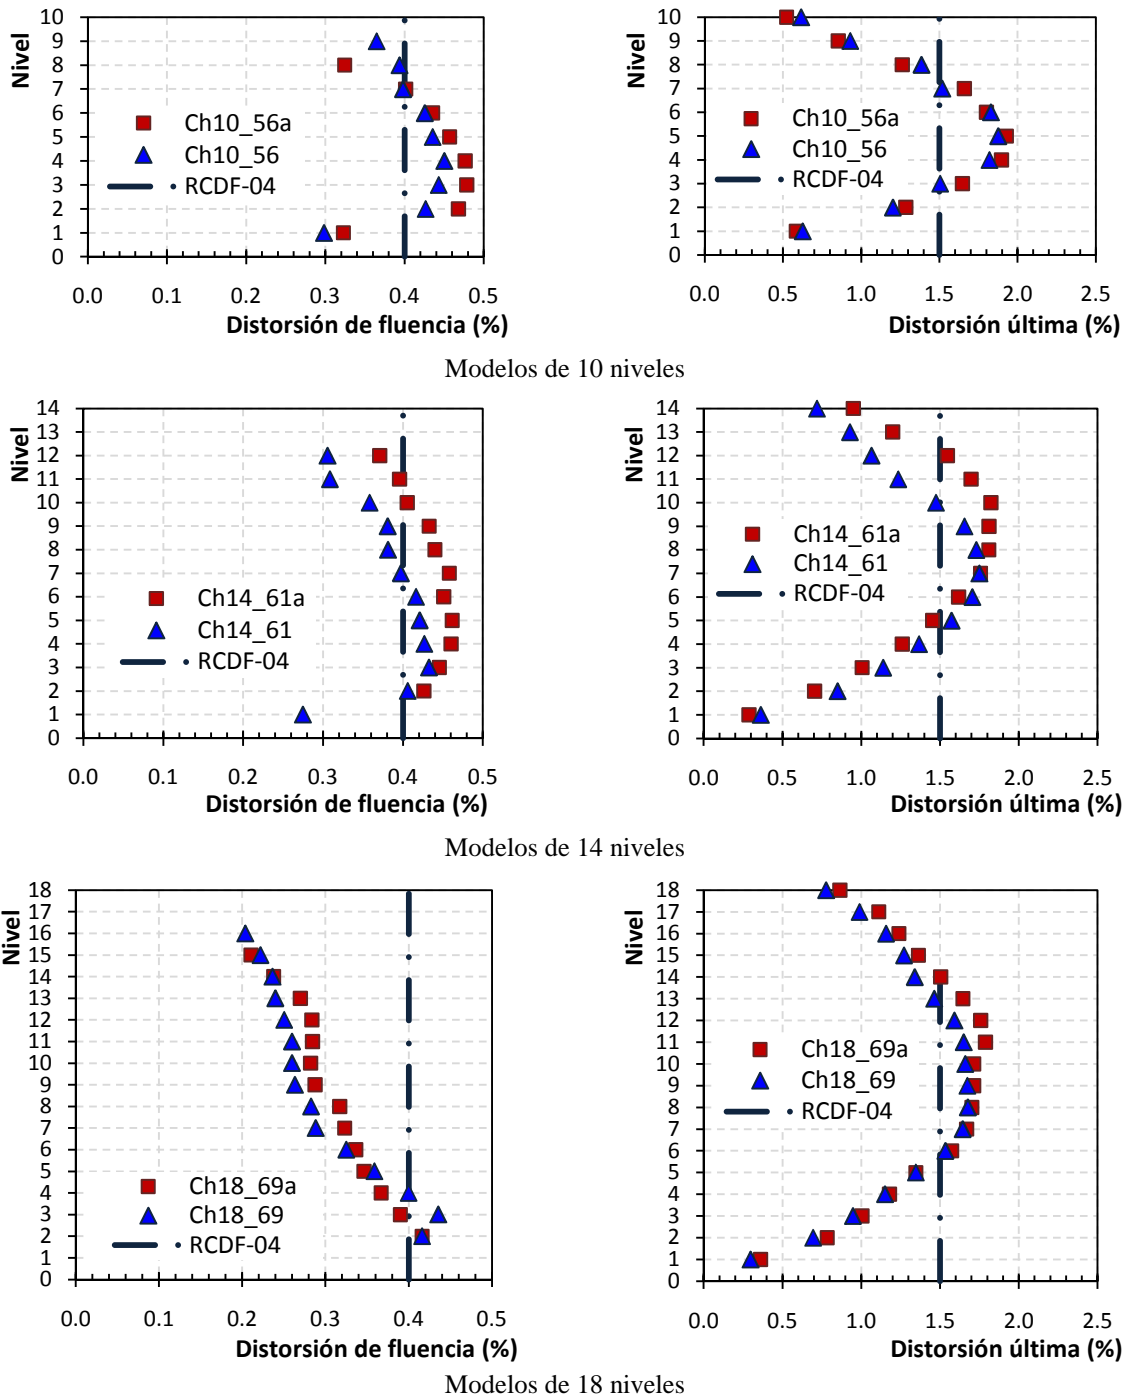 Nivel
10
9
8
7
6
5
4
3
2
1
0
Ch10_56a
Ch10_56
RCDF-04
0.0 0.1 0.2 0.3 0.4 0.5
Distorsión de fluencia (%)
Nivel
10
9
8
7
6
5
4
3
2
1
0
Ch10_56a
Ch10_56
RCDF-04
0.0 0.5 1.0 1.5 2.0 2.5
Distorsión última (%)
Modelos de 10 niveles
Nivel
14
13
12
11
10
9
8
7
6
5
4
3
2
1
0
Ch14_61a
Ch14_61
RCDF-04
0.0 0.1 0.2 0.3 0.4 0.5
Distorsión de fluencia (%)
Nivel
14
13
12
11
10
9
8
7
6
5
4
3
2
1
0
Ch14_61a
Ch14_61
RCDF-04
0.0 0.5 1.0 1.5 2.0 2.5
Distorsión última (%)
Modelos de 14 niveles
Nivel
18
17
16
15
14
13
12
11
10
9
8
7
6
5
4
3
2
1
0
Ch18_69a
Ch18_69
RCDF-04
0.0 0.1 0.2 0.3 0.4 0.5
Distorsión de fluencia (%)
Nivel
18
17
16
15
14
13
12
11
10
9
8
7
6
5
4
3
2
1
0
Ch18_69a
Ch18_69
RCDF-04
0.0 0.5 1.0 1.5 2.0 2.5
Distorsión última (%)
Modelos de 18 niveles